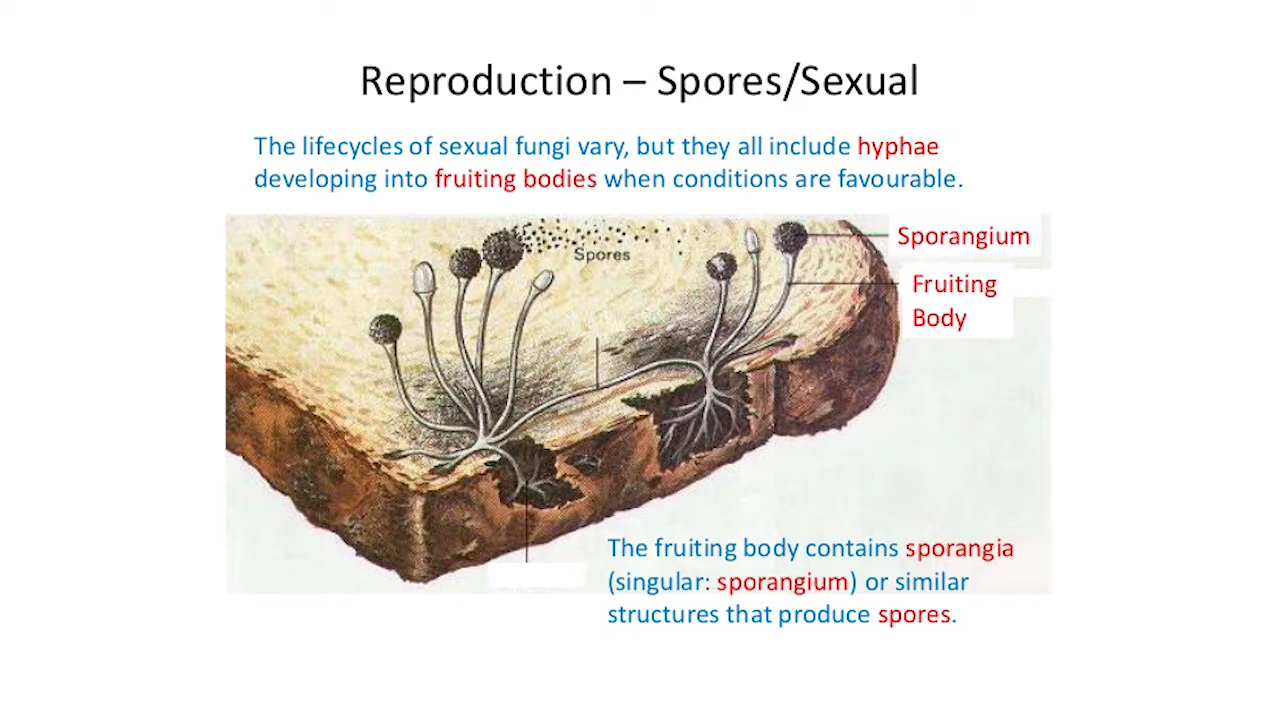 Reproduction – Spores/Sexual
The lifecycles of sexual fungi vary, but they all include hyphae
developing into fruiting bodies when conditions are favourable.
Spores
Sporangium
Fruiting
Body
The fruiting body contains sporangia
(singular: sporangium) or similar
structures that produce spores.